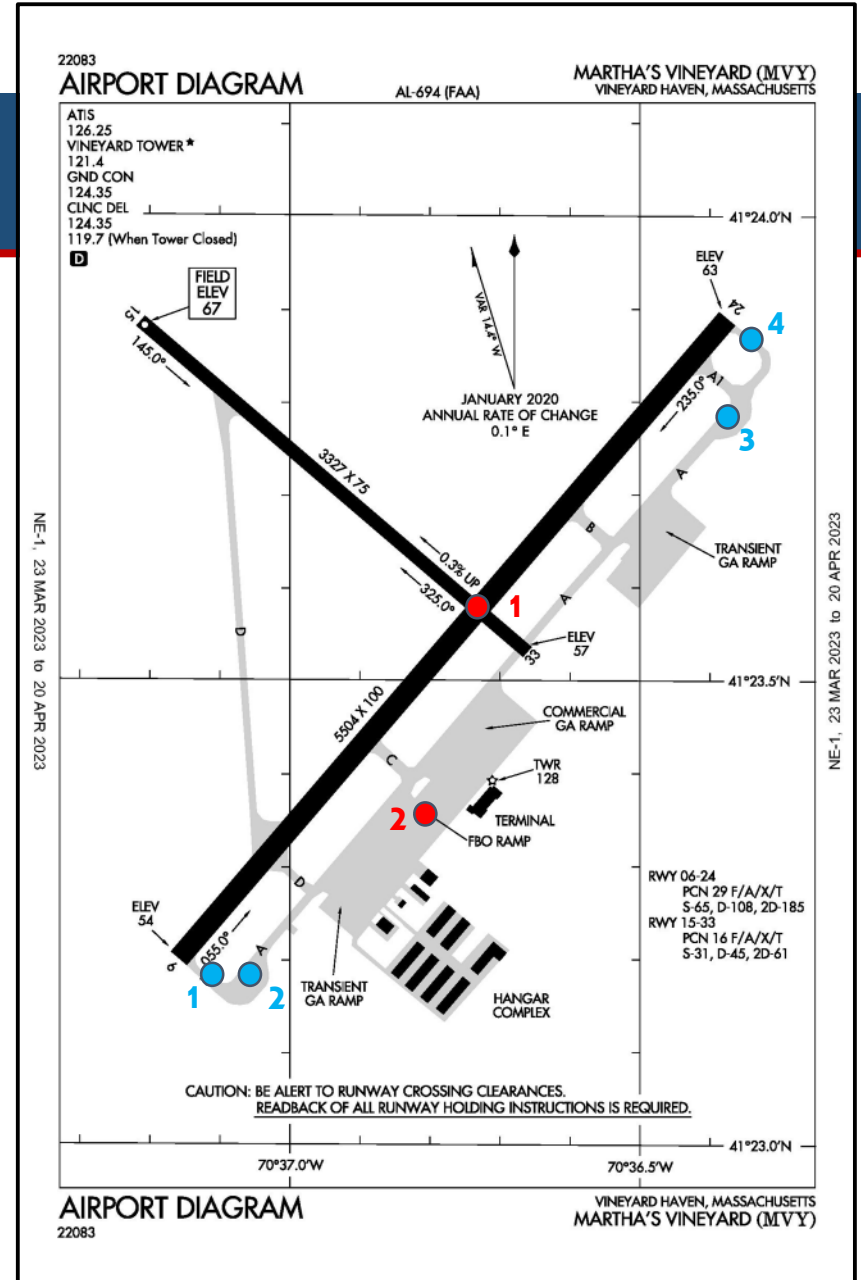 22083
AIRPORT DIAGRAM
AL-694 (FAA)
MARTHA'S VINEYARD (MVY)
VINEYARD HAVEN, MASSACHUSETTS
ATIS
126.25
VINEYARD TOWER★
121.4
GND CON
124.35
CLNC DEL
124.35
119.7 (When Tower Closed)
D
41°24.0'N
FIELD
ELEV
67
ELEV
63
15
24
4
145.0°
VAR 14.4° W
JANUARY 2020
ANNUAL RATE OF CHANGE
0.1° E
A1
235.0°
3
3327 X 75
A
B
TRANSIENT
GA RAMP
NE-1, 23 MAR 2023 to 20 APR 2023
NE-1, 23 MAR 2023 to 20 APR 2023
0.3% UP
325.0°
1
A
D
ELEV
57
33
41°23.5'N
5504 X 100
COMMERCIAL
GA RAMP
C
TWR
128
TERMINAL
2
FBO RAMP
D
RWY 06-24
PCN 29 F/A/X/T
S-65, D-108, 2D-185
RWY 15-33
PCN 16 F/A/X/T
S-31, D-45, 2D-61
ELEV
54
6
055.0°
A
1
2
TRANSIENT
GA RAMP
HANGAR
COMPLEX
CAUTION: BE ALERT TO RUNWAY CROSSING CLEARANCES.
READBACK OF ALL RUNWAY HOLDING INSTRUCTIONS IS REQUIRED.
41°23.0'N
70°37.0'W
70°36.5'W
AIRPORT DIAGRAM
22083
VINEYARD HAVEN, MASSACHUSETTS
MARTHA'S VINEYARD (MVY)